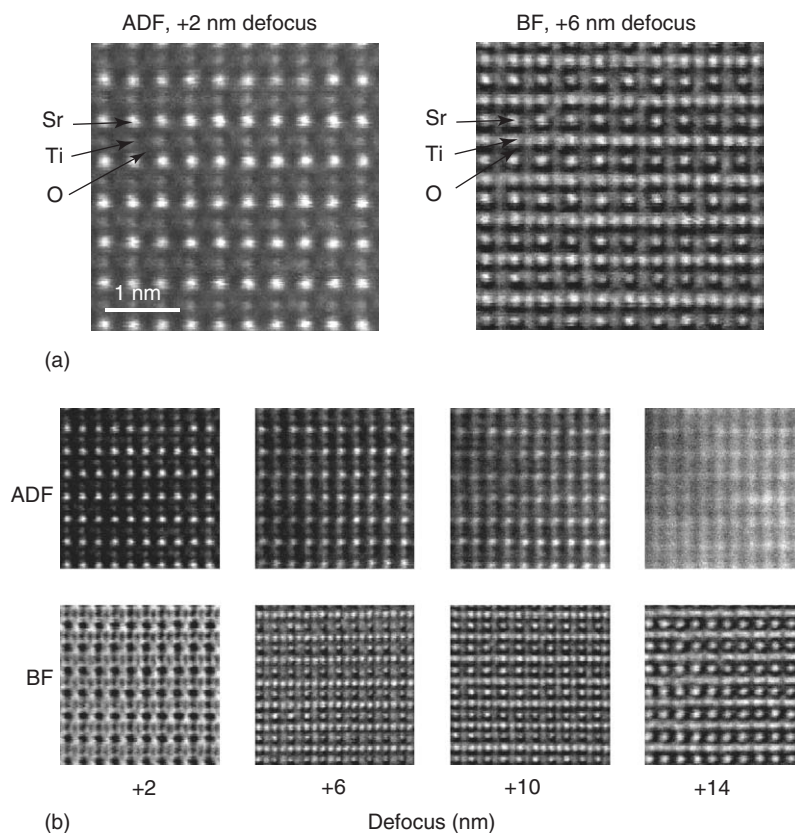 ADF, +2 nm defocus
BF, +6 nm defocus
Sr
Ti
O
1 nm
Sr
Ti
O
(a)
ADF
BF
+2
+6
+10
+14
(b)
Defocus (nm)